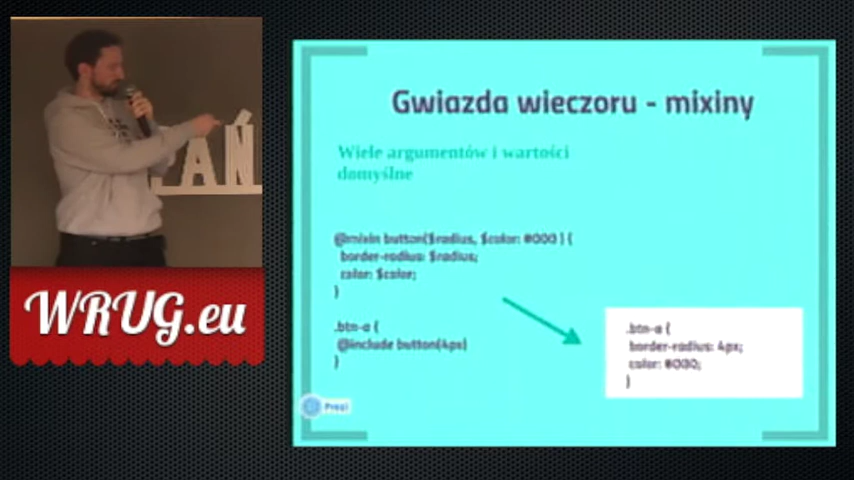 AŃ
WRUG.eu
Gwiazda wieczoru - mixiny
Wiele argumentów i wartości
domyślne
@mixin button($radius, $color: #000 ) {
border-radius: $radius;
color: $color;
}
.btn-a {
@include button(4px)
}
.btn-a {
border-radius: 4px;
color: #000;
}
Prezi